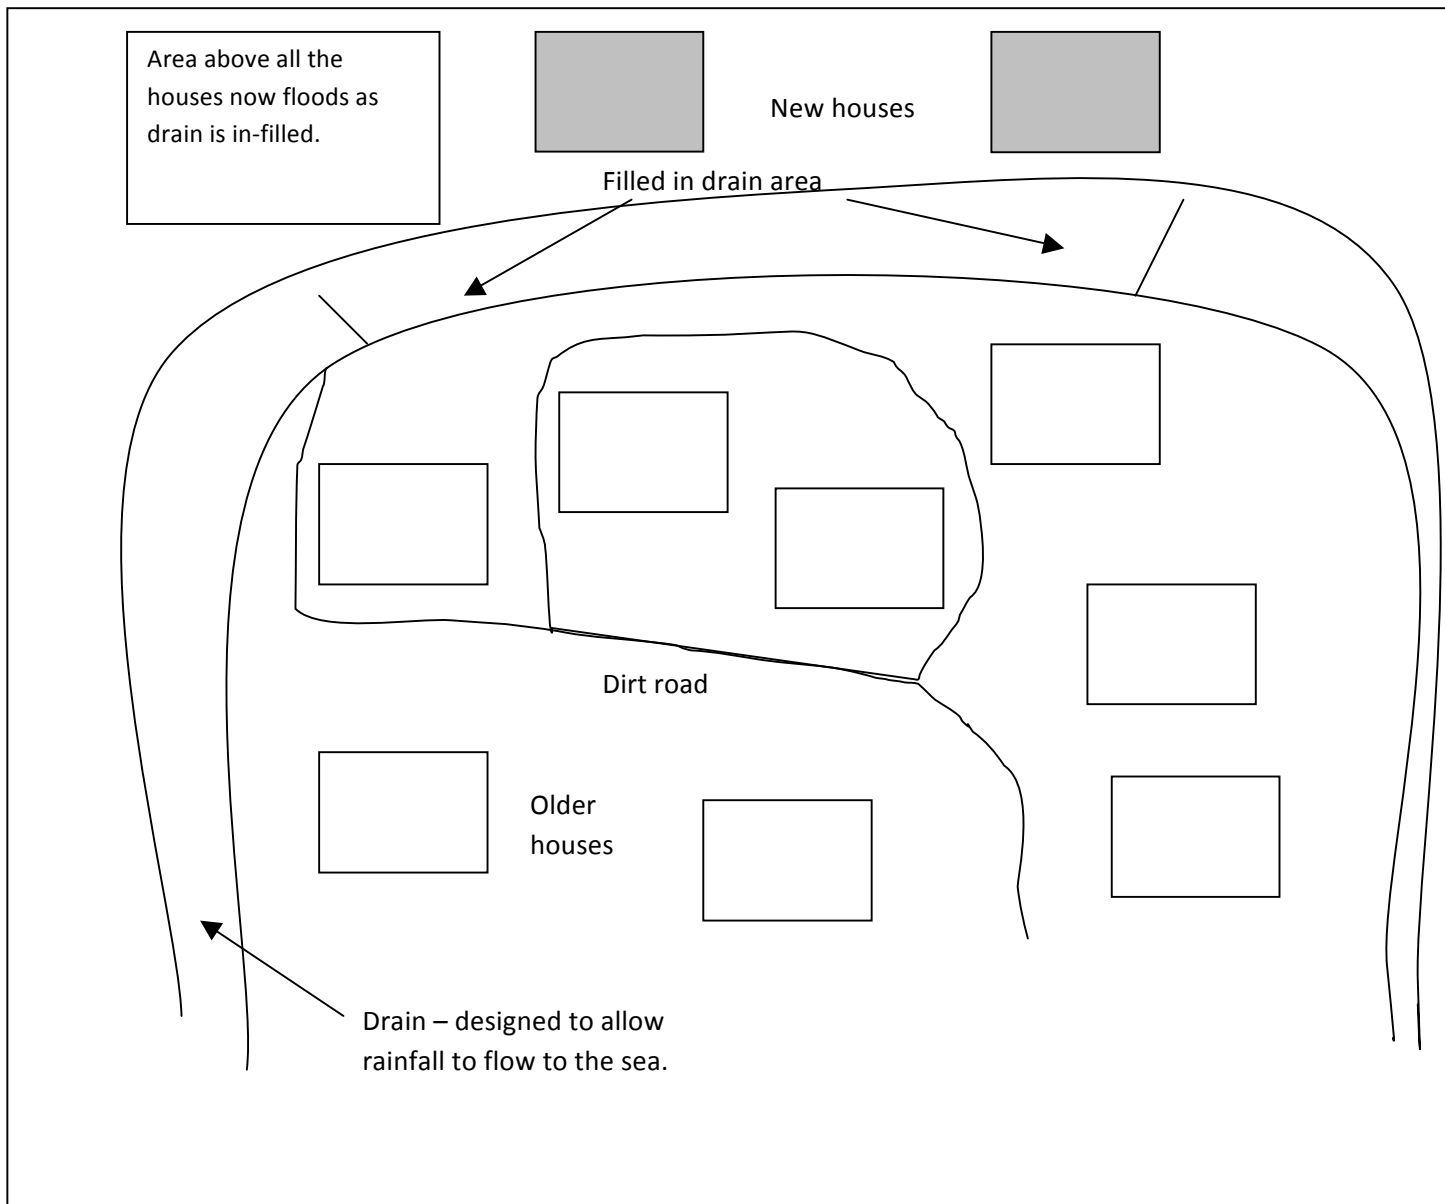 Area above all the
houses now floods as
drain is in-filled.
New houses
Filled in drain area
Dirt road
Older
houses
Drain – designed to allow
rainfall to flow to the sea.